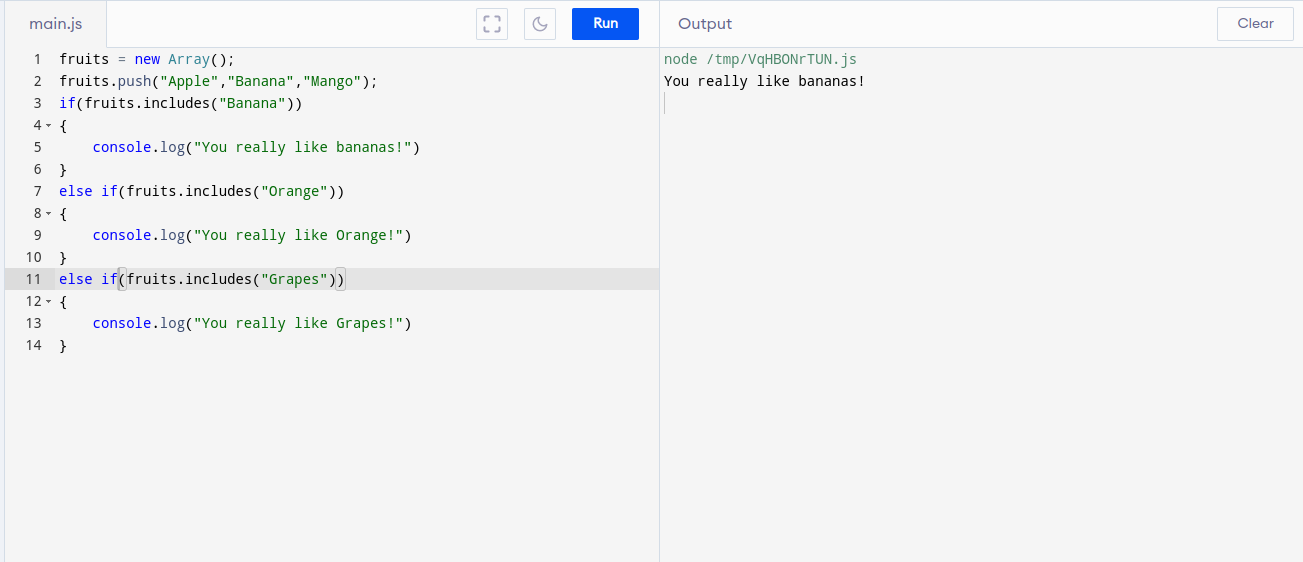 main.js
Run
Output
Clear
1 fruits = new Array();
2 fruits.push("Apple","Banana","Mango");
3 if(fruits.includes("Banana"))
4 {
5     console.log("You really like bananas!")
6 }
7 else if(fruits.includes("Orange"))
8 {
9     console.log("You really like Orange!")
10 }
11 else if(fruits.includes("Grapes"))
12 {
13     console.log("You really like Grapes!")
14 }
node /tmp/VqHBONrTUN.js
You really like bananas!